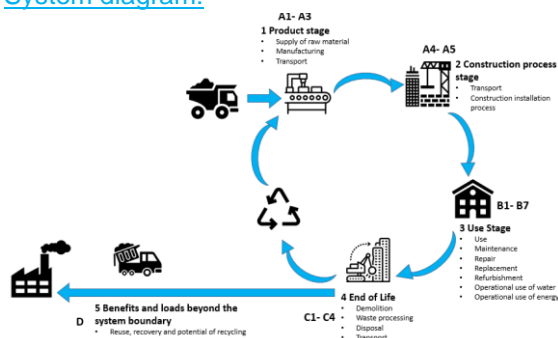 System diagram:
A1- A3
1 Product stage
• Supply of raw material
• Manufacturing
• Transport
A4- A5
2 Construction process
stage
• Transport
• Construction installation
process
B1- B7
3 Use Stage
• Use
• Maintenance
• Repair
• Replacement
• Refurbishment
• Operational use of water
• Operational use of energy
4 End of Life
C1- C4
• Demolition
• Waste processing
• Disposal
• Transport
5 Benefits and loads beyond the
D system boundary
• Reuse, recovery and potential of recycling